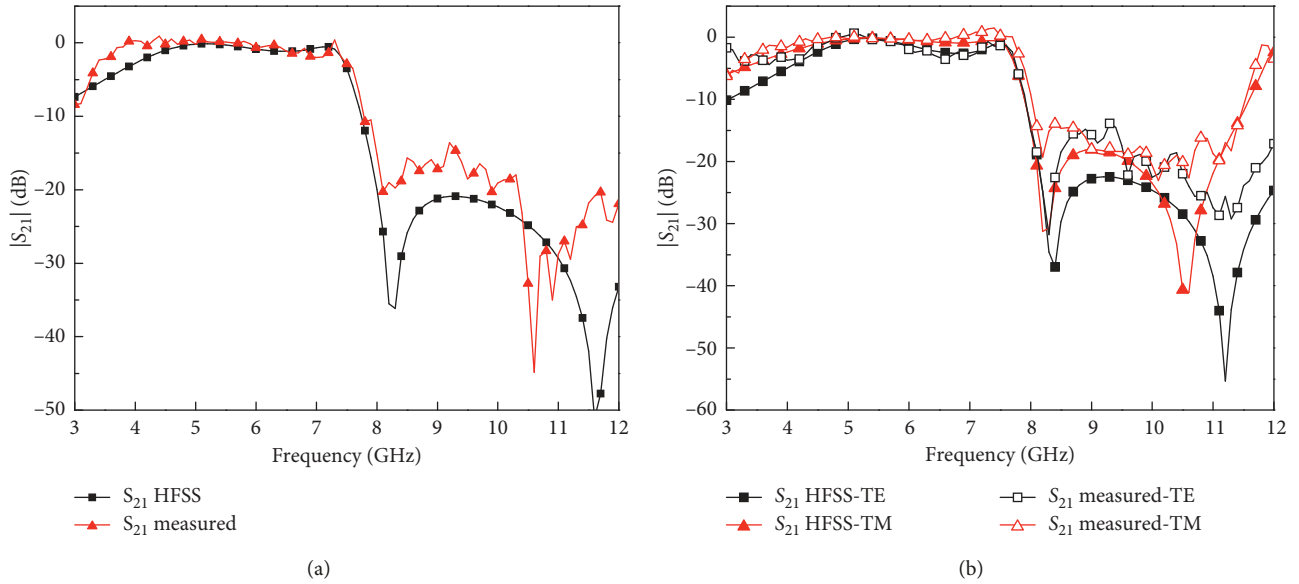 0
−10
−20
−30
−40
−50
|S21| (dB)
3 4 5 6 7 8 9 10 11 12
Frequency (GHz)
S21 HFSS
S21 measured
(a)
0
−10
−20
−30
−40
−50
−60
|S21| (dB)
3 4 5 6 7 8 9 10 11 12
Frequency (GHz)
S21 HFSS-TE
S21 HFSS-TM
S21 measured-TE
S21 measured-TM
(b)